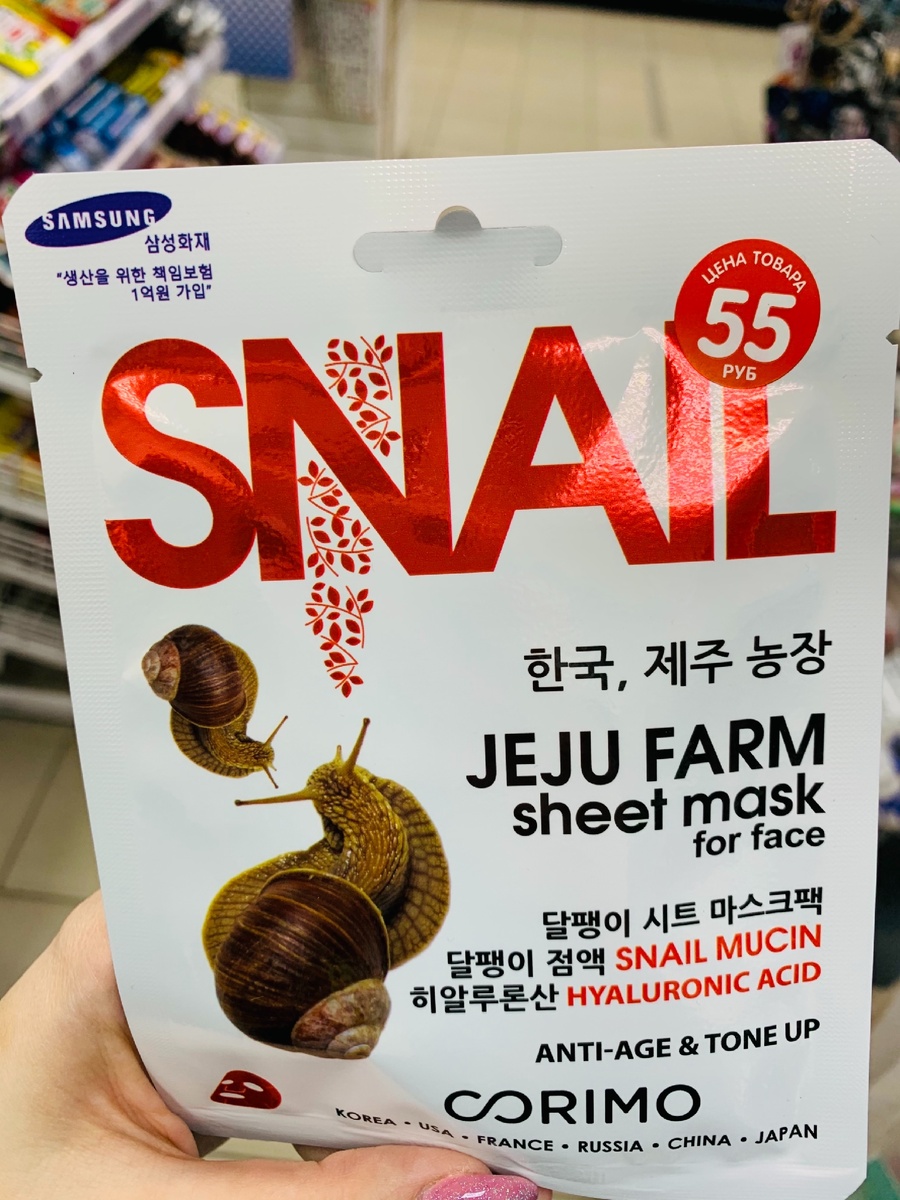 SAMSUNG
삼성화재
"생산을 위한 책임보험
1억원 가입"
ЦЕНА ТОВАРА
55
РУБ
SNAIL
한국, 제주 농장
JEJU FARM
sheet mask
for face
달팽이 시트 마스크팩
달팽이 점액 SNAIL MUCIN
히알루론산 HYALURONIC ACID
ANTI-AGE & TONE UP
CORIMO
KOREA • USA • FRANCE • RUSSIA • CHINA • JAPAN